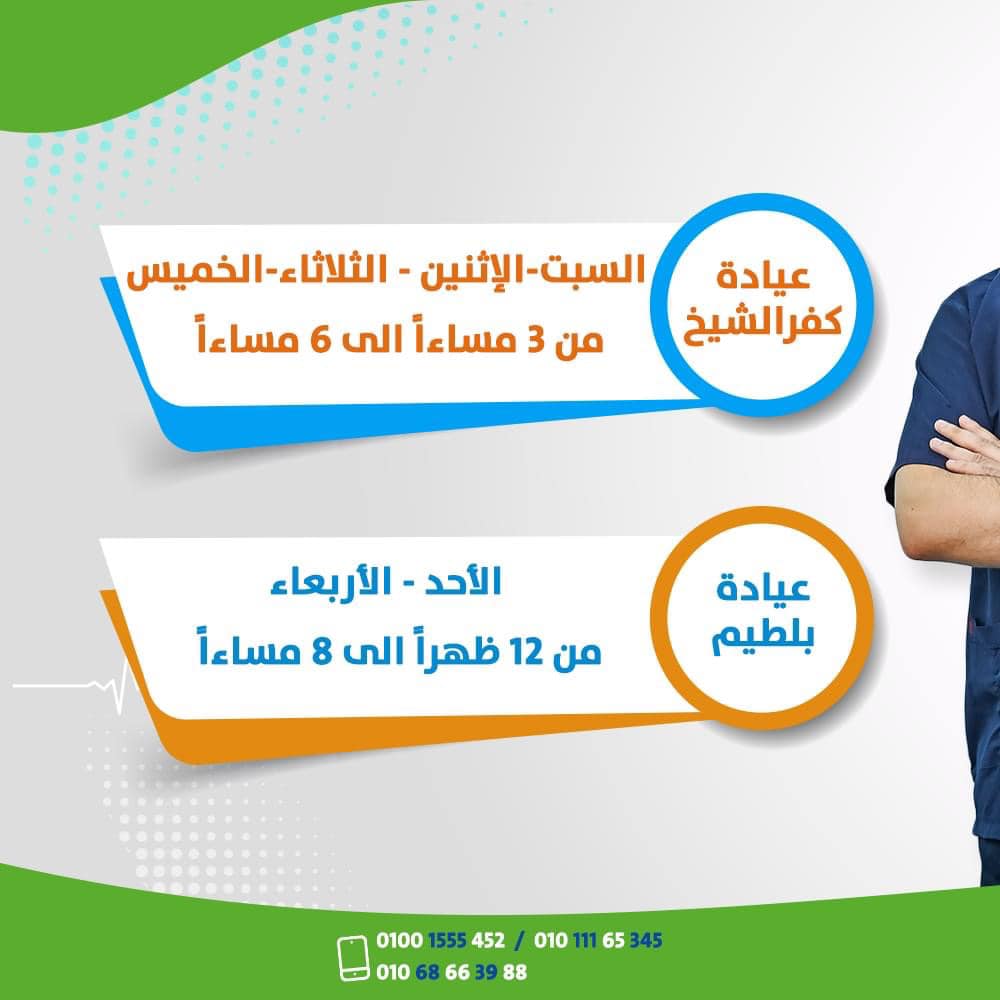 عيادة
كفرالشيخ
السبت-الإثنين - الثلاثاء-الخميس
من 3 مساءاً الى 6 مساءاً
عيادة
بلطيم
الأحد - الأربعاء
من 12 ظهراً الى 8 مساءاً
0100 1555 452 / 010 111 65 345
010 68 66 39 88